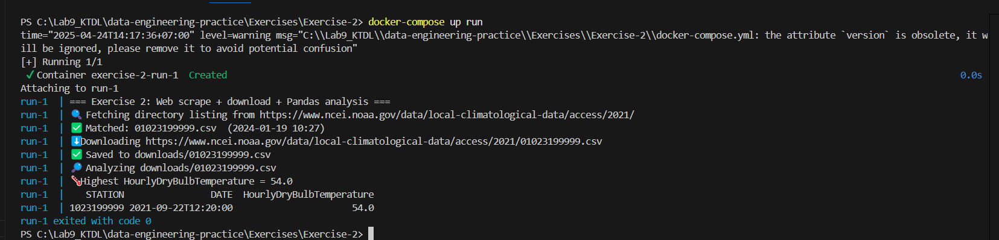 PS C:\Lab9_KTDL\data-engineering-practice\Exercises\Exercise-2> docker-compose up run
time="2025-04-24T14:17:36+07:00" level=warning msg="C:\\Lab9_KTDL\\data-engineering-practice\\Exercises\\Exercise-2\\docker-compose.yml: the attribute `version` is obsolete, it w
ill be ignored, please remove it to avoid potential confusion"
[+] Running 1/1
✓ Container exercise-2-run-1  Created  0.0s
Attaching to run-1
run-1  | === Exercise 2: Web scrape + download + Pandas analysis ===
run-1  | 🔍 Fetching directory listing from https://www.ncei.noaa.gov/data/local-climatological-data/access/2021/
run-1  | ✅ Matched: 01023199999.csv  (2024-01-19 10:27)
run-1  | ⬇️Downloading https://www.ncei.noaa.gov/data/local-climatological-data/access/2021/01023199999.csv
run-1  | ✅ Saved to downloads/01023199999.csv
run-1  | 🔎 Analyzing downloads/01023199999.csv
run-1  | 🌡️Highest HourlyDryBulbTemperature = 54.0
run-1  |    STATION                DATE  HourlyDryBulbTemperature
run-1  | 1023199999 2021-09-22T12:20:00                      54.0
run-1 exited with code 0
PS C:\Lab9_KTDL\data-engineering-practice\Exercises\Exercise-2>